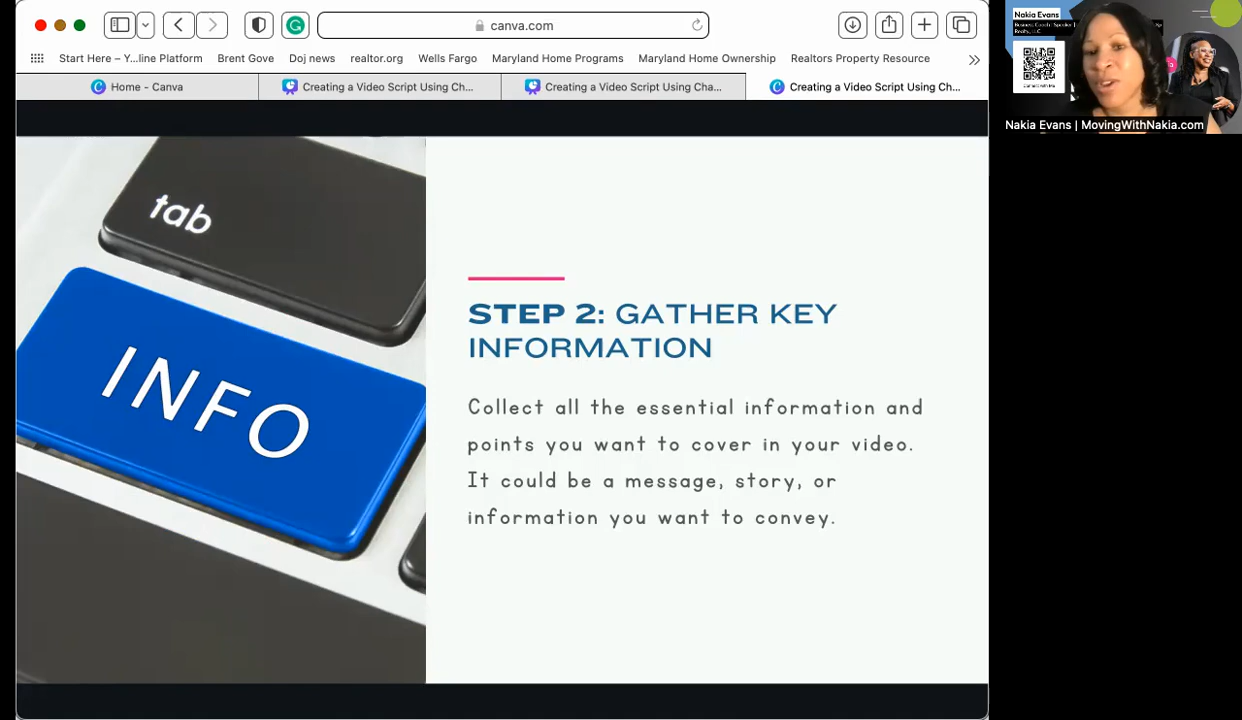 canva.com
Start Here – Y...line Platform
Brent Gove
Doj news
realtor.org
Wells Fargo
Maryland Home Programs
Maryland Home Ownership
Realtors Property Resource
Home - Canva
Creating a Video Script Using Ch...
Creating a Video Script Using Cha...
Creating a Video Script Using Ch...
tab
INFO
STEP 2: GATHER KEY
INFORMATION
Collect all the essential information and
points you want to cover in your video.
It could be a message, story, or
information you want to convey.
Nakia Evans
Nakia Evans | MovingWithNakia.com